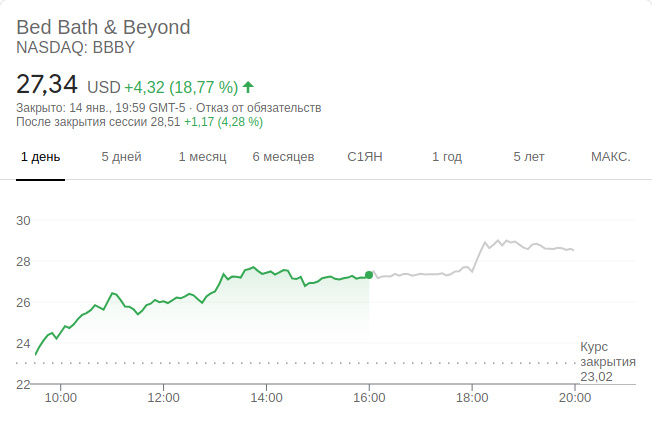 Bed Bath & Beyond
NASDAQ: BBBY
27,34 USD +4,32 (18,77 %)
Закрыто: 14 янв., 19:59 GMT-5 · Отказ от обязательств
После закрытия сессии 28,51 +1,17 (4,28 %)
1 день 5 дней 1 месяц 6 месяцев С1ЯН 1 год 5 лет МАКС.
30
28
26
24
Курс
закрытия
23,02
22
10:00 12:00 14:00 16:00 18:00 20:00